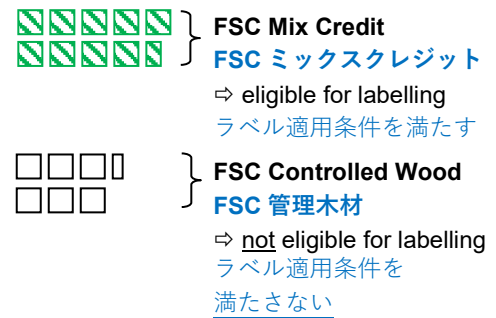 FSC Mix Credit
FSC ミックスクレジット
⇨ eligible for labelling
ラベル適用条件を満たす
FSC Controlled Wood
FSC 管理木材
⇨ not eligible for labelling
ラベル適用条件を
満たさない